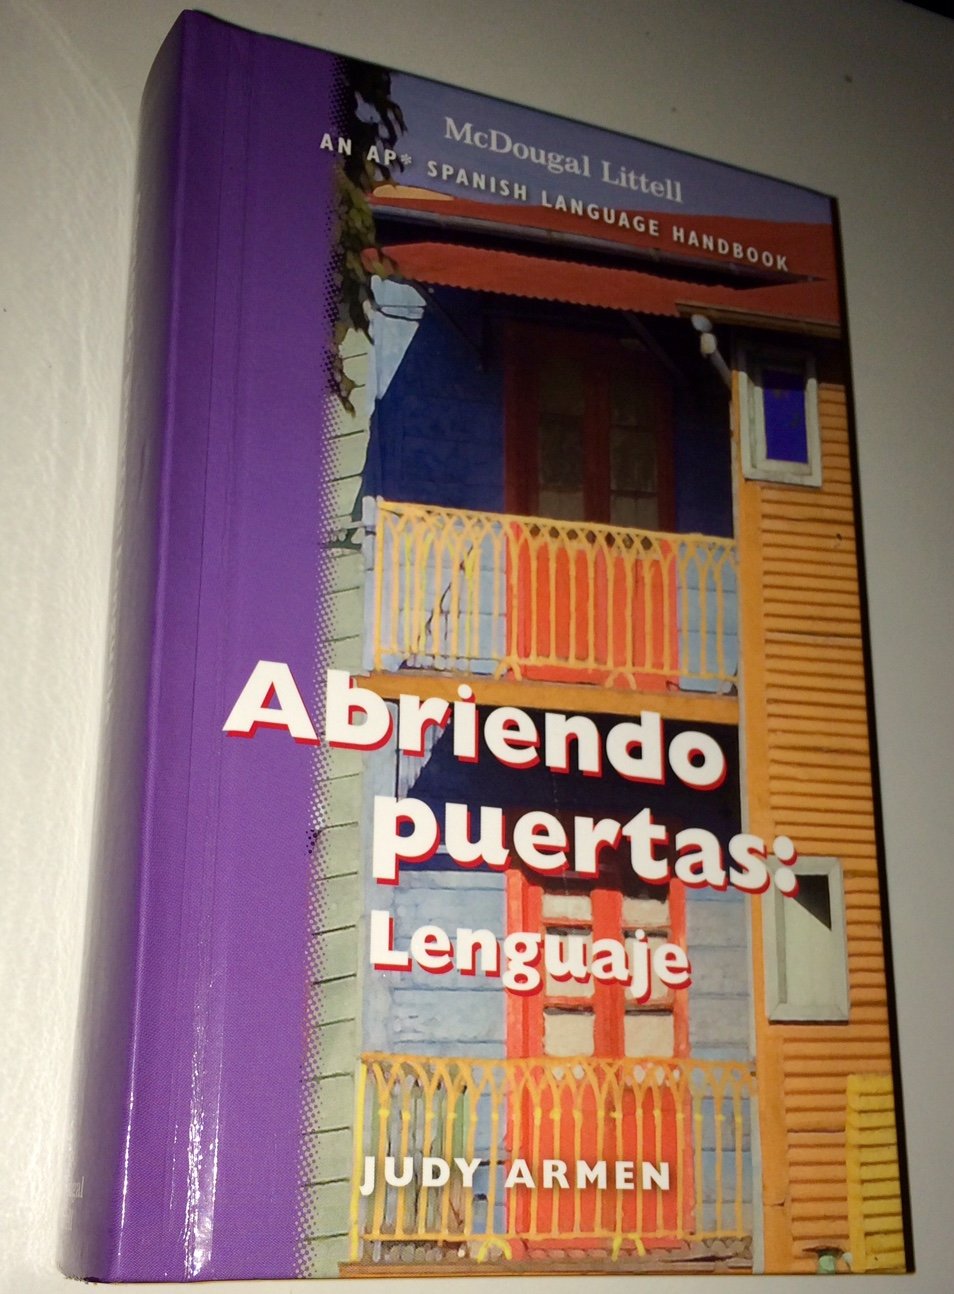 McDougal Littell
AN AP* SPANISH LANGUAGE HANDBOOK
Abriendo
puertas:
Lenguaje
JUDY ARMEN